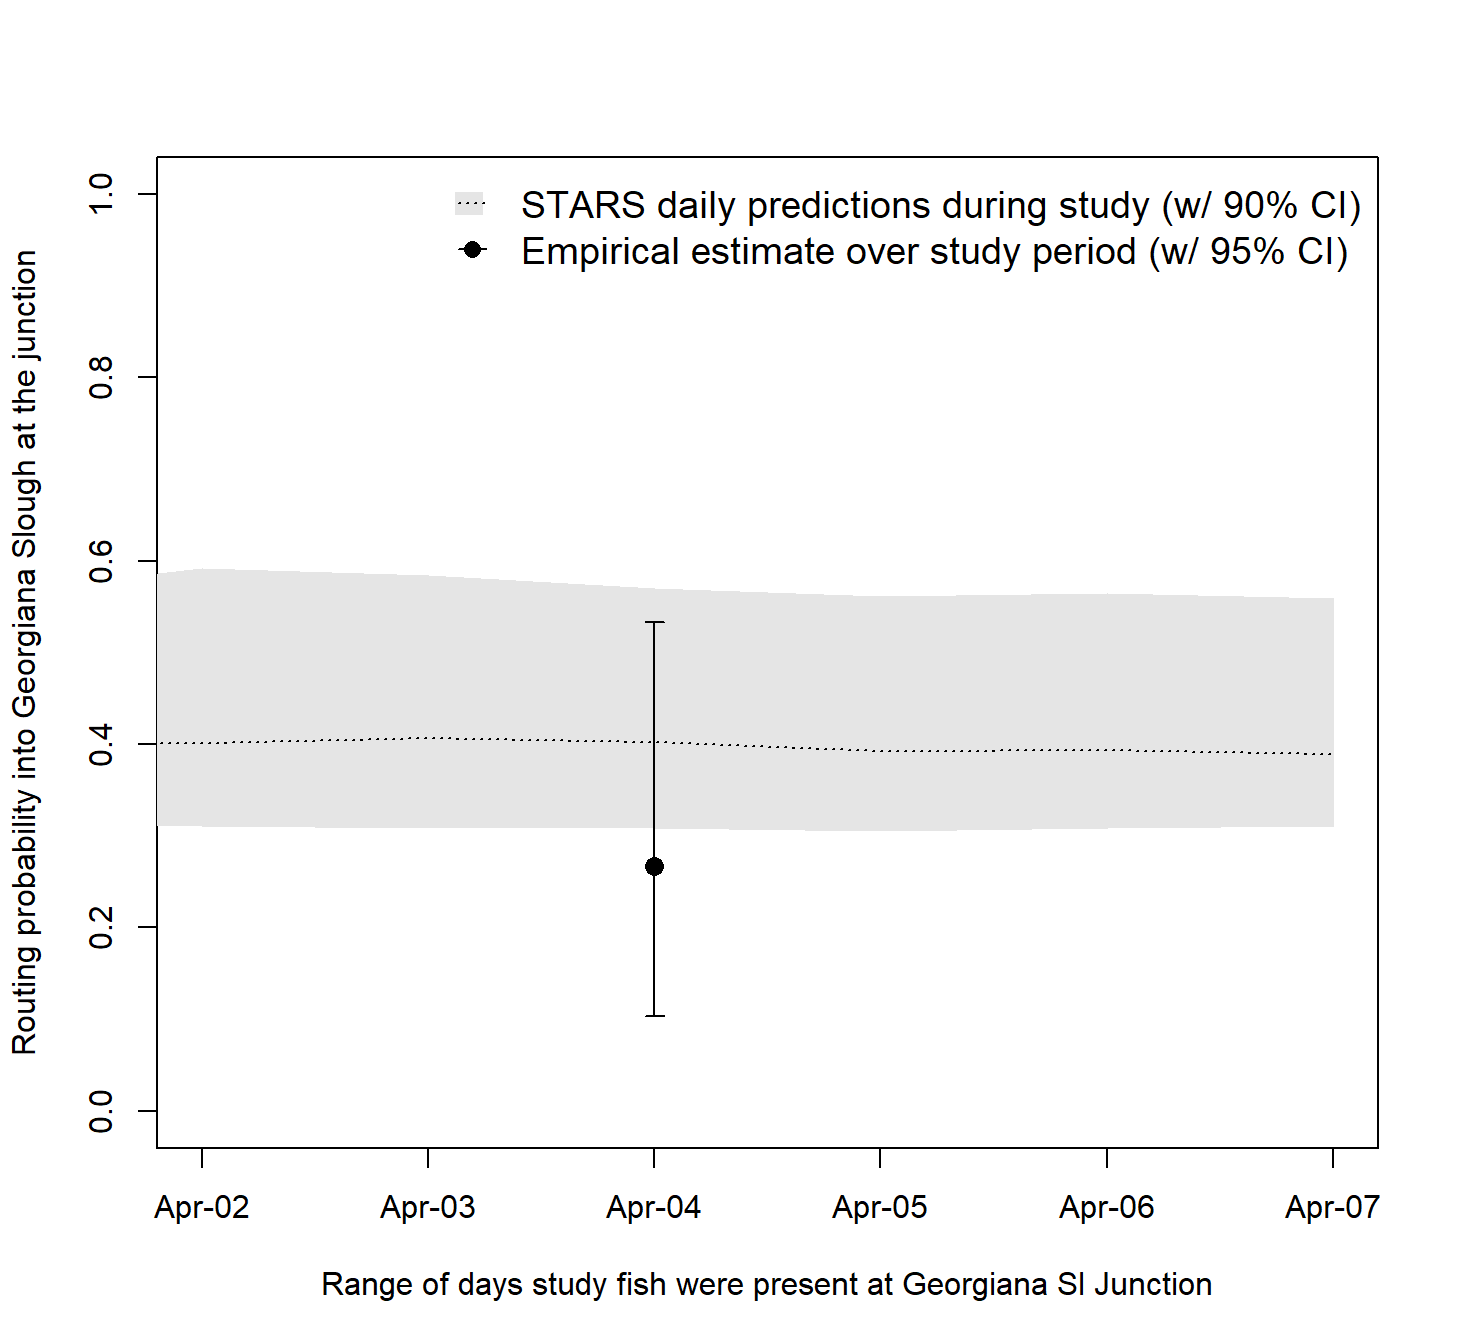 STARS daily predictions during study (w/ 90% CI)
Empirical estimate over study period (w/ 95% CI)
Routing probability into Georgiana Slough at the junction
1.0
0.8
0.6
0.4
0.2
0.0
Apr-02 Apr-03 Apr-04 Apr-05 Apr-06 Apr-07
Range of days study fish were present at Georgiana Sl Junction